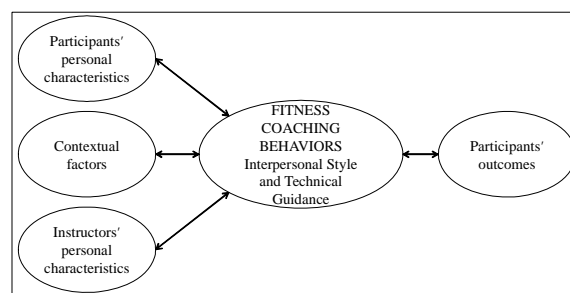 Participants'
personal
characteristics
Contextual
factors
Instructors'
personal
characteristics
FITNESS
COACHING
BEHAVIORS
Interpersonal Style
and Technical
Guidance
Participants'
outcomes